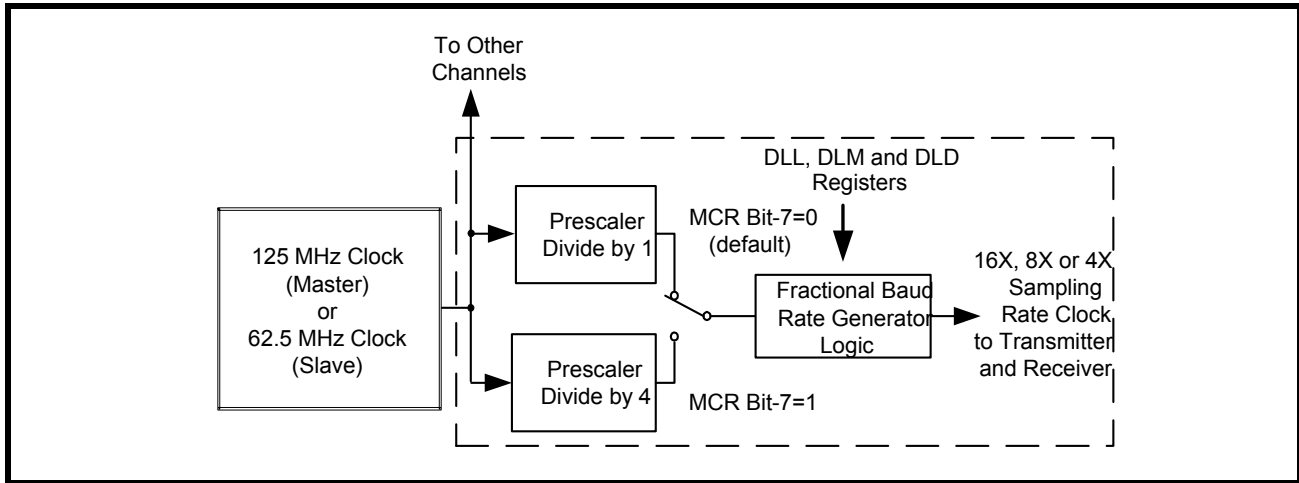 To Other
Channels
DLL, DLM and DLD
Registers
125 MHz Clock
(Master)
or
62.5 MHz Clock
(Slave)
Prescaler
Divide by 1
MCR Bit-7=0
(default)
Fractional Baud
Rate Generator
Logic
16X, 8X or 4X
Sampling
Rate Clock
to Transmitter
and Receiver
Prescaler
Divide by 4
MCR Bit-7=1